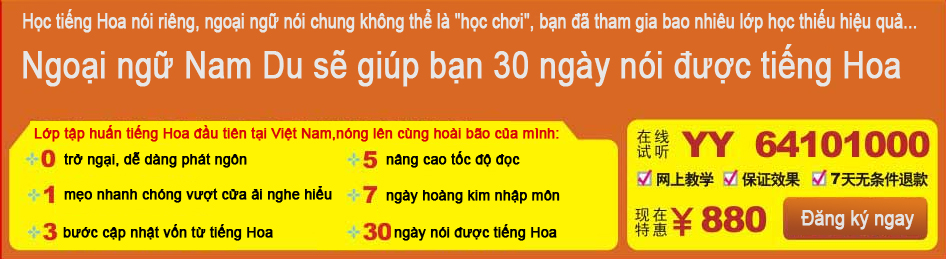 Học tiếng Hoa nói riêng, ngoại ngữ nói chung không thể là "học chơi", bạn đã tham gia bao nhiêu lớp học thiếu hiệu quả...
Ngoại ngữ Nam Du sẽ giúp bạn 30 ngày nói được tiếng Hoa
Lớp tập huấn tiếng Hoa đầu tiên tại Việt Nam,nóng lên cùng hoài bão của mình:
0 trở ngại, dễ dàng phát ngôn
5 nâng cao tốc độ đọc
1 mẹo nhanh chóng vượt cửa ải nghe hiểu
7 ngày hoàng kim nhập môn
3 bước cập nhật vốn từ tiếng Hoa
30 ngày nói được tiếng Hoa
在线试听 YY 64101000
网上教学 保证效果 7天无条件退款
现在特惠 ¥ 880 Đăng ký ngay